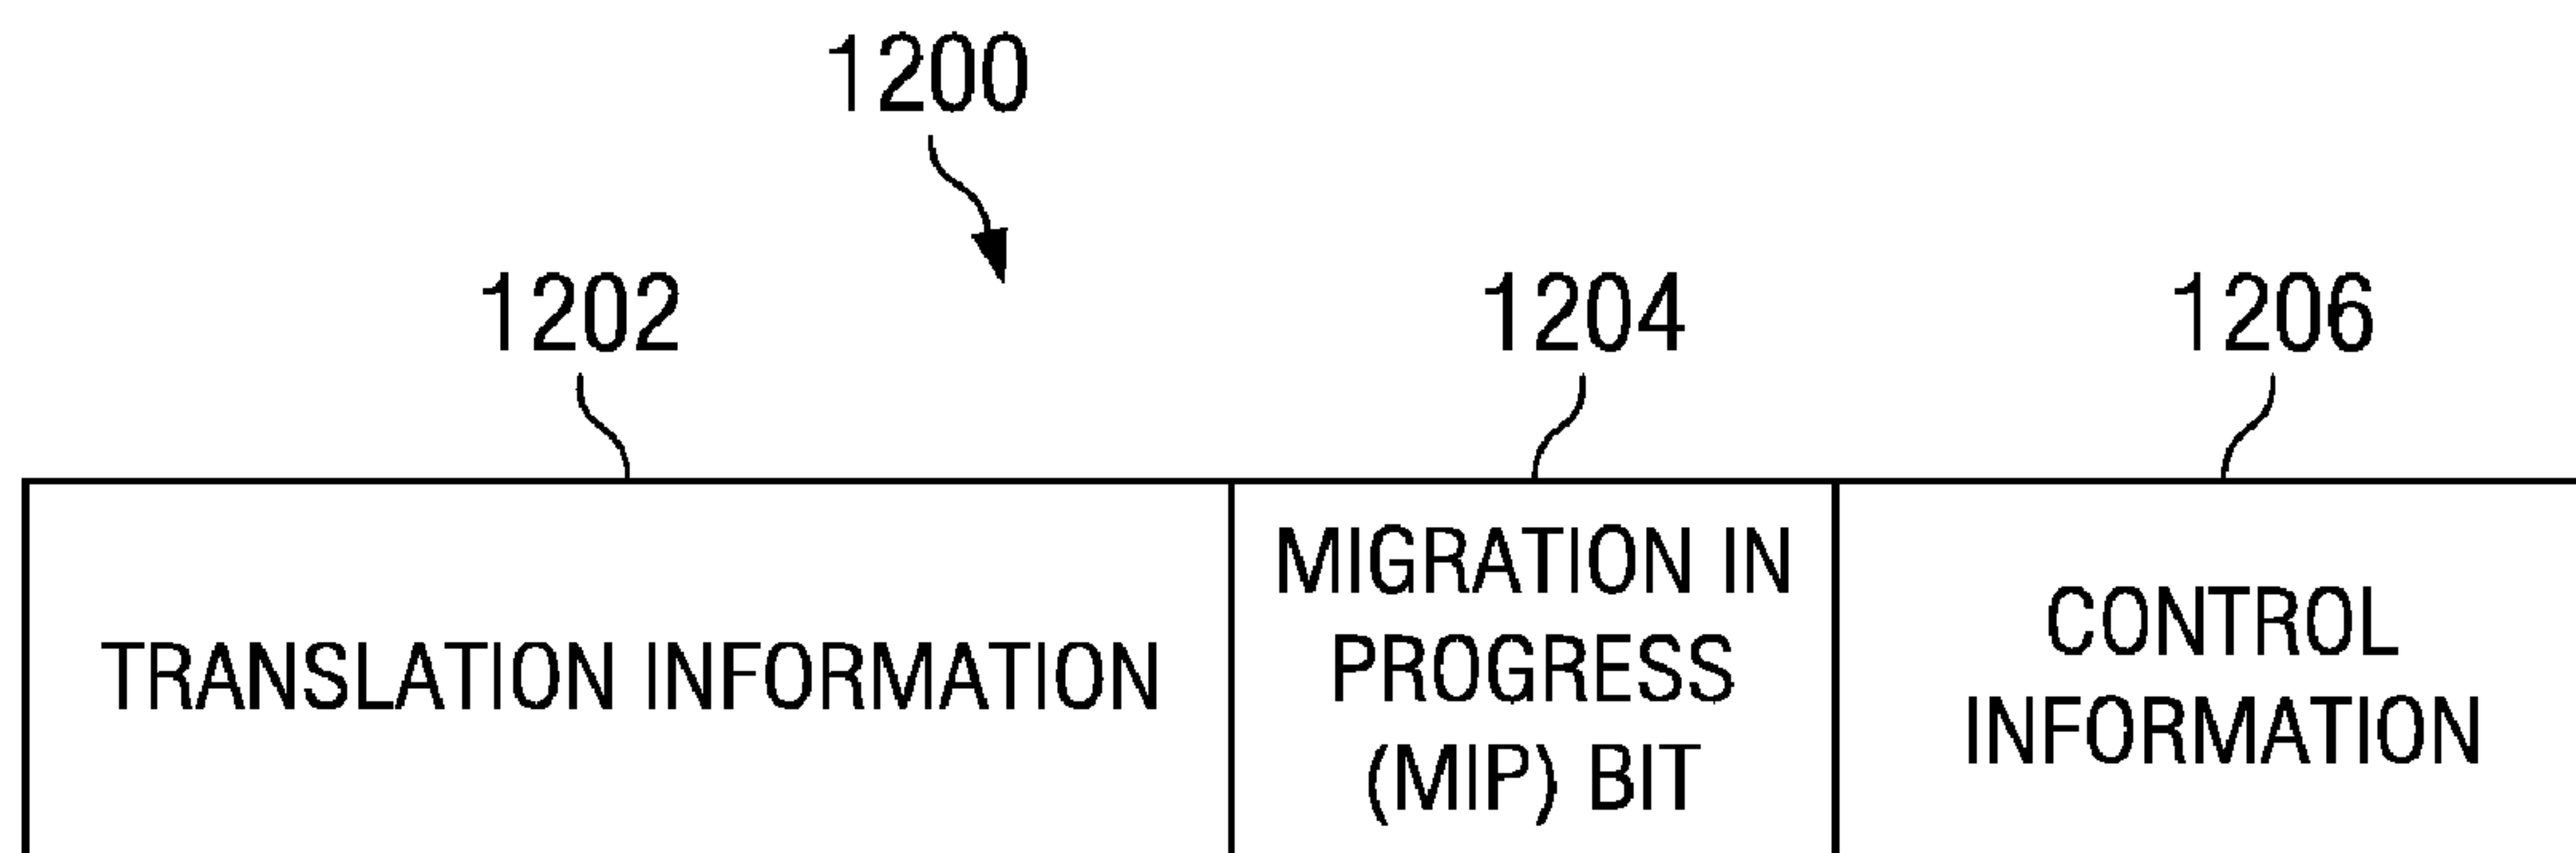 1200
1202
1204
1206
TRANSLATION INFORMATION
MIGRATION IN
PROGRESS
(MIP) BIT
CONTROL
INFORMATION